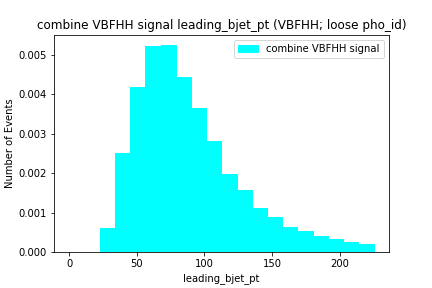 combine VBFHH signal leading_bjet_pt (VBFHH; loose pho_id)
combine VBFHH signal
0.005
0.004
0.003
0.002
0.001
0.000
Number of Events
0
50
100
150
200
leading_bjet_pt